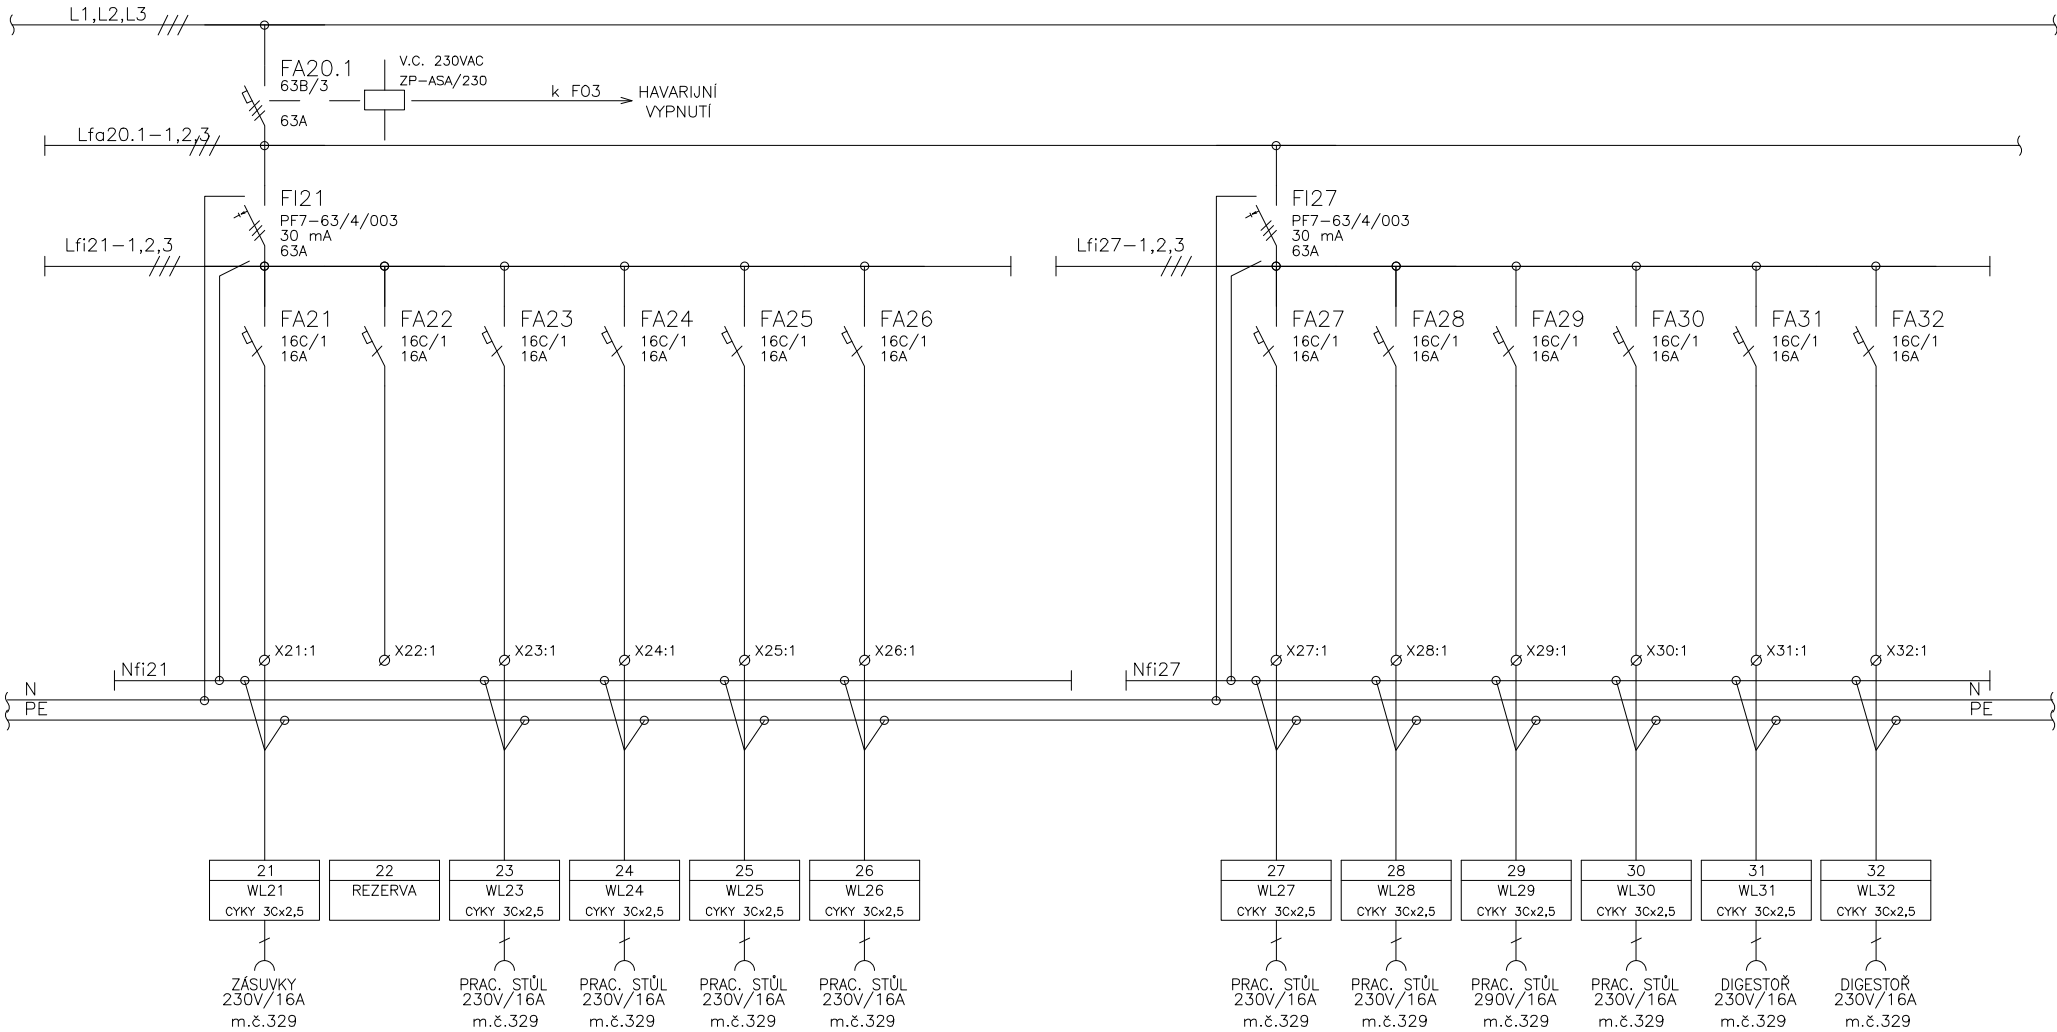 L1,L2,L3
FA20.1
63B/3
63A
V.C. 230VAC
ZP-ASA/230
k F03
HAVARIJNÍ
VYPNUTÍ
Lfa20.1-1,2,3
FI21
PF7-63/4/003
30 mA
63A
FI27
PF7-63/4/003
30 mA
63A
Lfi21-1,2,3
Lfi27-1,2,3
FA21
16C/1
16A
FA22
16C/1
16A
FA23
16C/1
16A
FA24
16C/1
16A
FA25
16C/1
16A
FA26
16C/1
16A
FA27
16C/1
16A
FA28
16C/1
16A
FA29
16C/1
16A
FA30
16C/1
16A
FA31
16C/1
16A
FA32
16C/1
16A
X21:1
X22:1
X23:1
X24:1
X25:1
X26:1
X27:1
X28:1
X29:1
X30:1
X31:1
X32:1
Nfi21
Nfi27
N
PE
N
PE
21
WL21
CYKY 3Cx2,5
22
REZERVA
23
WL23
CYKY 3Cx2,5
24
WL24
CYKY 3Cx2,5
25
WL25
CYKY 3Cx2,5
26
WL26
CYKY 3Cx2,5
27
WL27
CYKY 3Cx2,5
28
WL28
CYKY 3Cx2,5
29
WL29
CYKY 3Cx2,5
30
WL30
CYKY 3Cx2,5
31
WL31
CYKY 3Cx2,5
32
WL32
CYKY 3Cx2,5
ZÁSUVKY
230V/16A
m.č.329
PRAC. STŮL
230V/16A
m.č.329
PRAC. STŮL
230V/16A
m.č.329
PRAC. STŮL
230V/16A
m.č.329
PRAC. STŮL
230V/16A
m.č.329
PRAC. STŮL
230V/16A
m.č.329
PRAC. STŮL
230V/16A
m.č.329
PRAC. STŮL
290V/16A
m.č.329
PRAC. STŮL
230V/16A
m.č.329
DIGESTOŘ
230V/16A
m.č.329
DIGESTOŘ
230V/16A
m.č.329